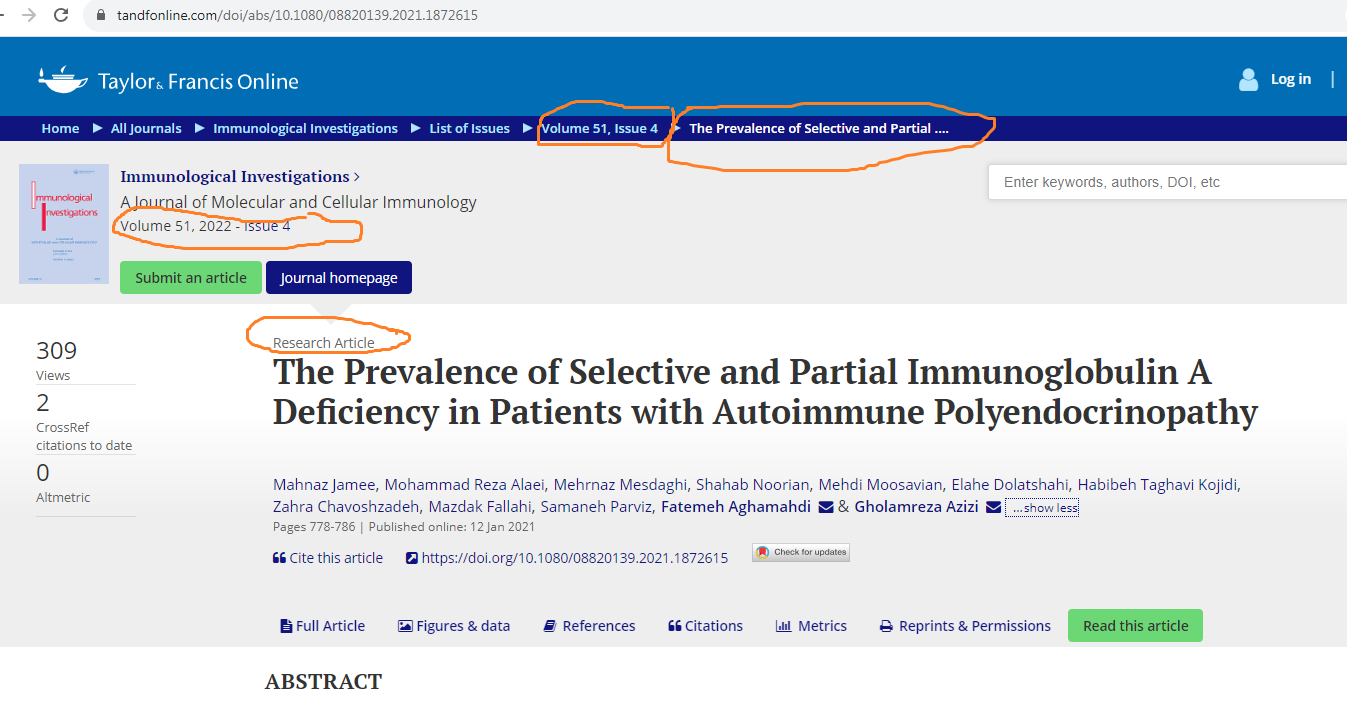 tandfonline.com/doi/abs/10.1080/08820139.2021.1872615
Taylor & Francis Online
Log in
Home All Journals Immunological Investigations List of Issues Volume 51, Issue 4 The Prevalence of Selective and Partial ....
Immunological
Investigations
Immunological Investigations
A Journal of Molecular and Cellular Immunology
Volume 51, 2022 - Issue 4
Enter keywords, authors, DOI, etc
Submit an article
Journal homepage
309
Views
2
CrossRef
citations to date
0
Altmetric
Research Article
The Prevalence of Selective and Partial Immunoglobulin A
Deficiency in Patients with Autoimmune Polyendocrinopathy
Mahnaz Jamee, Mohammad Reza Alaei, Mehrnaz Mesdaghi, Shahab Noorian, Mehdi Moosavian, Elahe Dolatshahi, Habibeh Taghavi Kojidi,
Zahra Chavoshzadeh, Mazdak Fallahi, Samaneh Parviz, Fatemeh Aghamahdi & Gholamreza Azizi ...show less
Pages 778-786 | Published online: 12 Jan 2021
Cite this article https://doi.org/10.1080/08820139.2021.1872615 Check for updates
Full Article Figures & data References Citations Metrics Reprints & Permissions Read this article
ABSTRACT